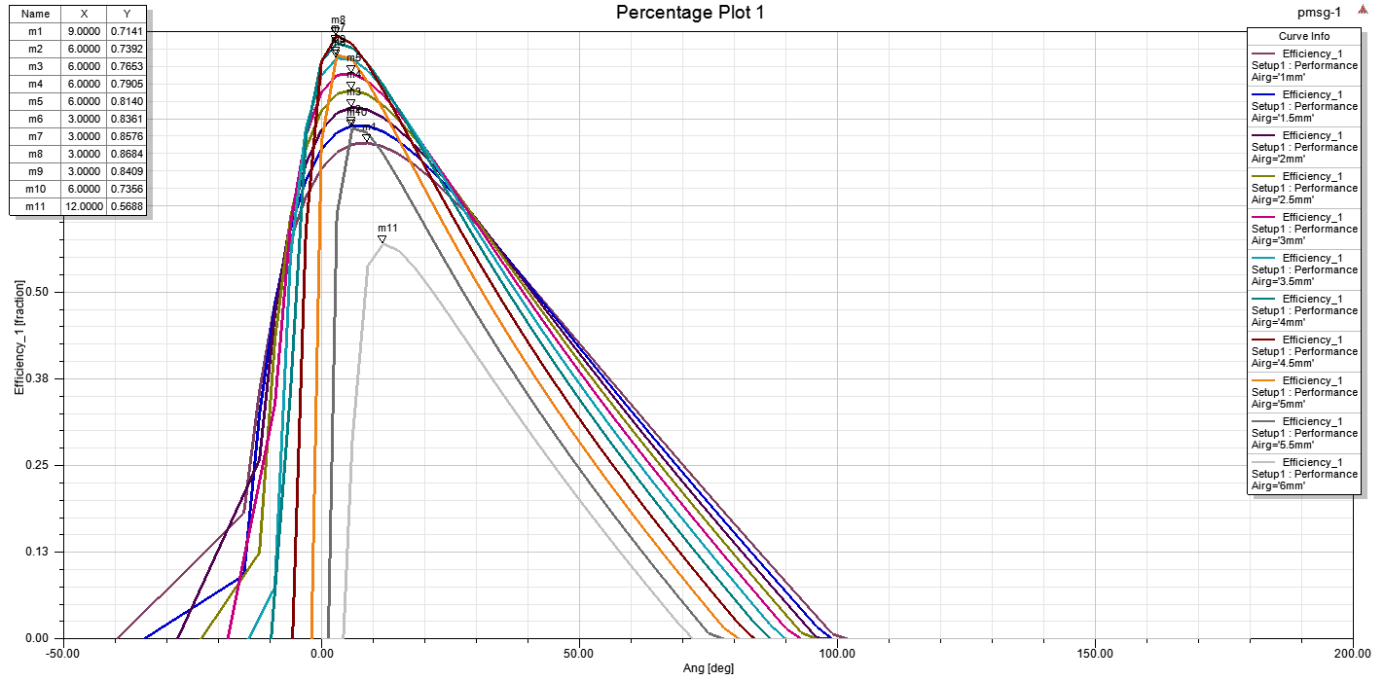 Percentage Plot 1
pmsg-1
Name X Y
m1 9.0000 0.7141
m2 6.0000 0.7392
m3 6.0000 0.7653
m4 6.0000 0.7905
m5 6.0000 0.8140
m6 3.0000 0.8361
m7 3.0000 0.8576
m8 3.0000 0.8684
m9 3.0000 0.8409
m10 6.0000 0.7356
m11 12.0000 0.5688
m8
m5
m4
m3
m11
Curve Info
Efficiency_1
Setup1 : Performance
Airg='1mm'
Efficiency_1
Setup1 : Performance
Airg='1.5mm'
Efficiency_1
Setup1 : Performance
Airg='2mm'
Efficiency_1
Setup1 : Performance
Airg='2.5mm'
Efficiency_1
Setup1 : Performance
Airg='3mm'
Efficiency_1
Setup1 : Performance
Airg='3.5mm'
Efficiency_1
Setup1 : Performance
Airg='4mm'
Efficiency_1
Setup1 : Performance
Airg='4.5mm'
Efficiency_1
Setup1 : Performance
Airg='5mm'
Efficiency_1
Setup1 : Performance
Airg='5.5mm'
Efficiency_1
Setup1 : Performance
Airg='6mm'
Efficiency_1 [fraction]
0.50
0.38
0.25
0.13
0.00
-50.00 0.00 50.00 100.00 150.00 200.00
Ang [deg]